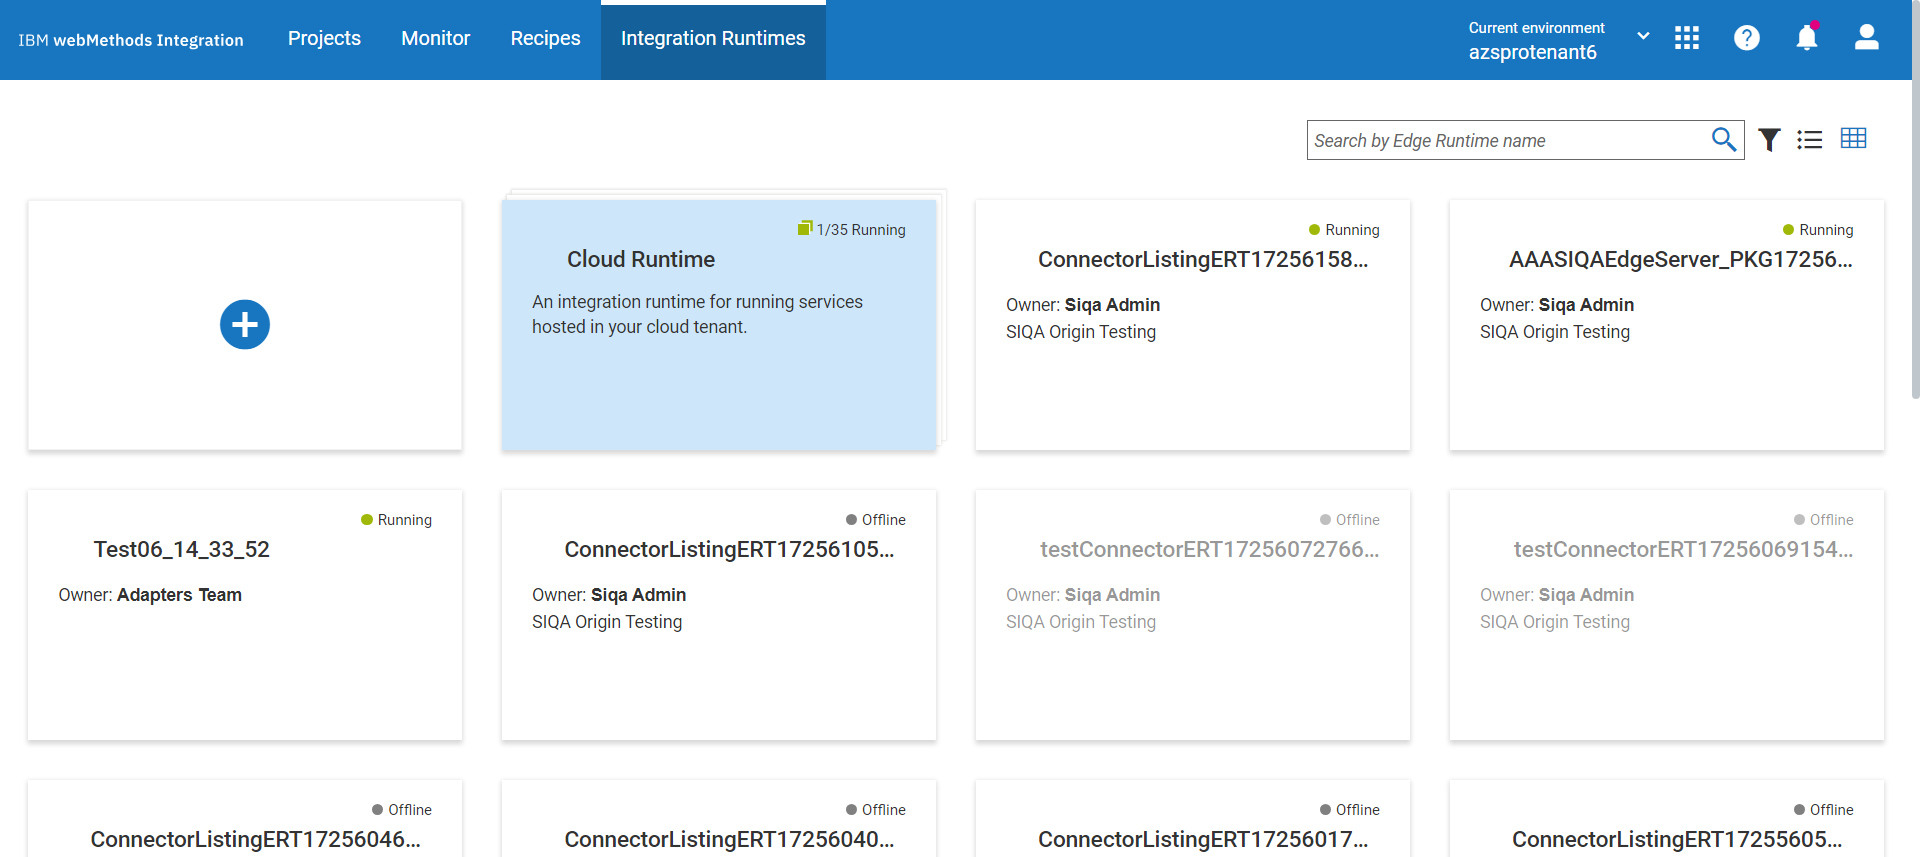 IBM webMethods Integration
Projects
Monitor
Recipes
Integration Runtimes
Current environment
azsprotenant6
Search by Edge Runtime name
1/35 Running
Cloud Runtime
An integration runtime for running services
hosted in your cloud tenant.
Running
ConnectorListingERT17256158...
Owner: Siqa Admin
SIQA Origin Testing
Running
AAASIQAEdgeServer_PKG17256...
Owner: Siqa Admin
SIQA Origin Testing
Running
Test06_14_33_52
Owner: Adapters Team
Offline
ConnectorListingERT17256105...
Owner: Siqa Admin
SIQA Origin Testing
Offline
testConnectorERT17256072766...
Owner: Siqa Admin
SIQA Origin Testing
Offline
testConnectorERT17256069154...
Owner: Siqa Admin
SIQA Origin Testing
Offline
ConnectorListingERT17256046...
Offline
ConnectorListingERT17256040...
Offline
ConnectorListingERT17256017...
Offline
ConnectorListingERT17255605...